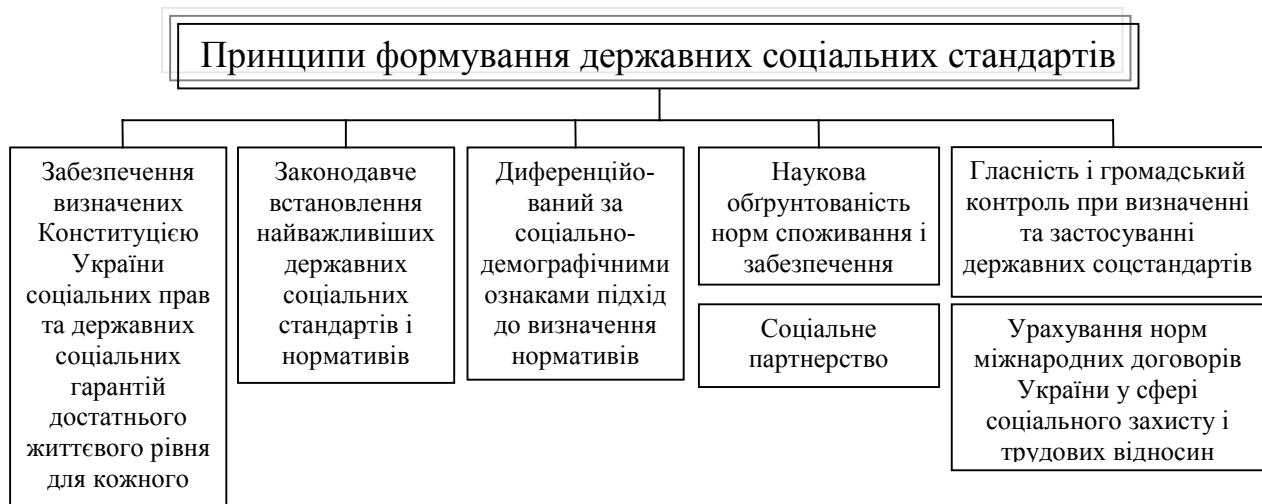 Принципи формування державних соціальних стандартів
Забезпечення
визначених
Конституцією
України
соціальних прав
та державних
соціальних
гарантій
достатнього
життєвого рівня
для кожного
Законодавче
встановлення
найважливіших
державних
соціальних
стандартів і
нормативів
Диференційо-
ваний за
соціально-
демографічними
ознаками підхід
до визначення
нормативів
Наукова
обґрунтованість
норм споживання і
забезпечення
Соціальне
партнерство
Гласність і громадський
контроль при визначенні
та застосуванні
державних соцстандартів
Урахування норм
міжнародних договорів
України у сфері
соціального захисту і
трудових відносин